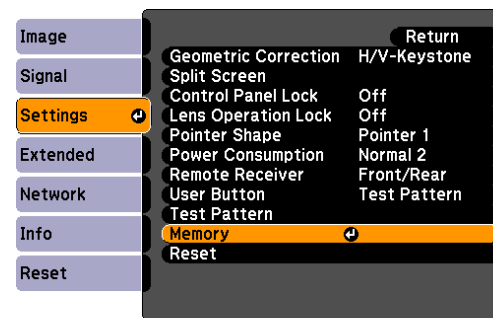 Image
Signal
Settings
Extended
Network
Info
Reset
Return
Geometric Correction H/V-Keystone
Split Screen
Control Panel Lock Off
Lens Operation Lock Off
Pointer Shape Pointer 1
Power Consumption Normal 2
Remote Receiver Front/Rear
User Button Test Pattern
Test Pattern
Memory
Reset